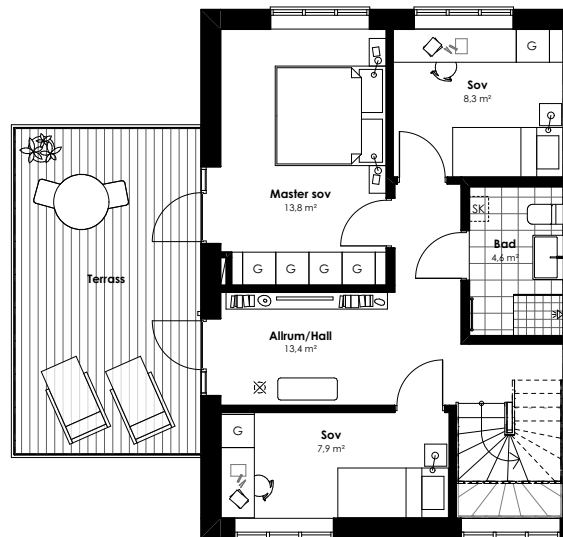 G
Sov
8,3 m²
Master sov
13,8 m²
SK
Bad
4,6 m²
G G G G
Terrass
Allrum/Hall
13,4 m²
G
Sov
7,9 m²